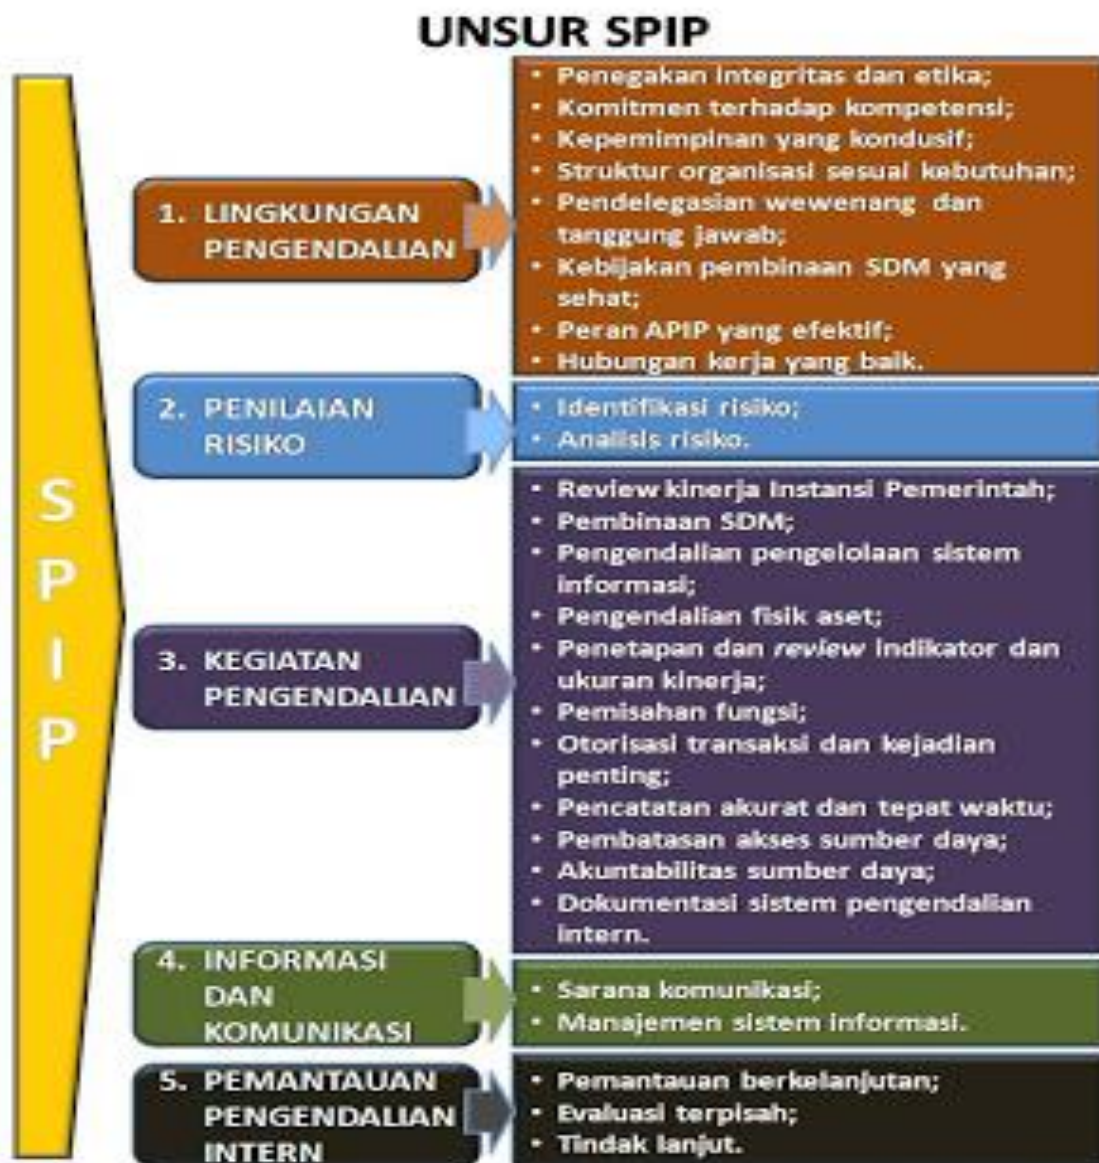 UNSUR SPIP
S
P
I
P
1. LINGKUNGAN
PENGENDALIAN
• Penegakan integritas dan etika;
• Komitmen terhadap kompetensi;
• Kepemimpinan yang kondusif;
• Struktur organisasi sesuai kebutuhan;
• Pendelegasian wewenang dan
tanggung jawab;
• Kebijakan pembinaan SDM yang
sehat;
• Peran APIP yang efektif;
• Hubungan kerja yang baik.
2. PENILAIAN
RISIKO
• Identifikasi risiko;
• Analisis risiko.
3. KEGIATAN
PENGENDALIAN
• Review kinerja Instansi Pemerintah;
• Pembinaan SDM;
• Pengendalian pengelolaan sistem
informasi;
• Pengendalian fisik aset;
• Penetapan dan review indikator dan
ukuran kinerja;
• Pemisahan fungsi;
• Otorisasi transaksi dan kejadian
penting;
• Pencatatan akurat dan tepat waktu;
• Pembatasan akses sumber daya;
• Akuntabilitas sumber daya;
• Dokumentasi sistem pengendalian
intern.
4. INFORMASI
DAN
KOMUNIKASI
• Sarana komunikasi;
• Manajemen sistem informasi.
5. PEMANTAUAN
PENGENDALIAN
INTERN
• Pemantauan berkelanjutan;
• Evaluasi terpisah;
• Tindak lanjut.